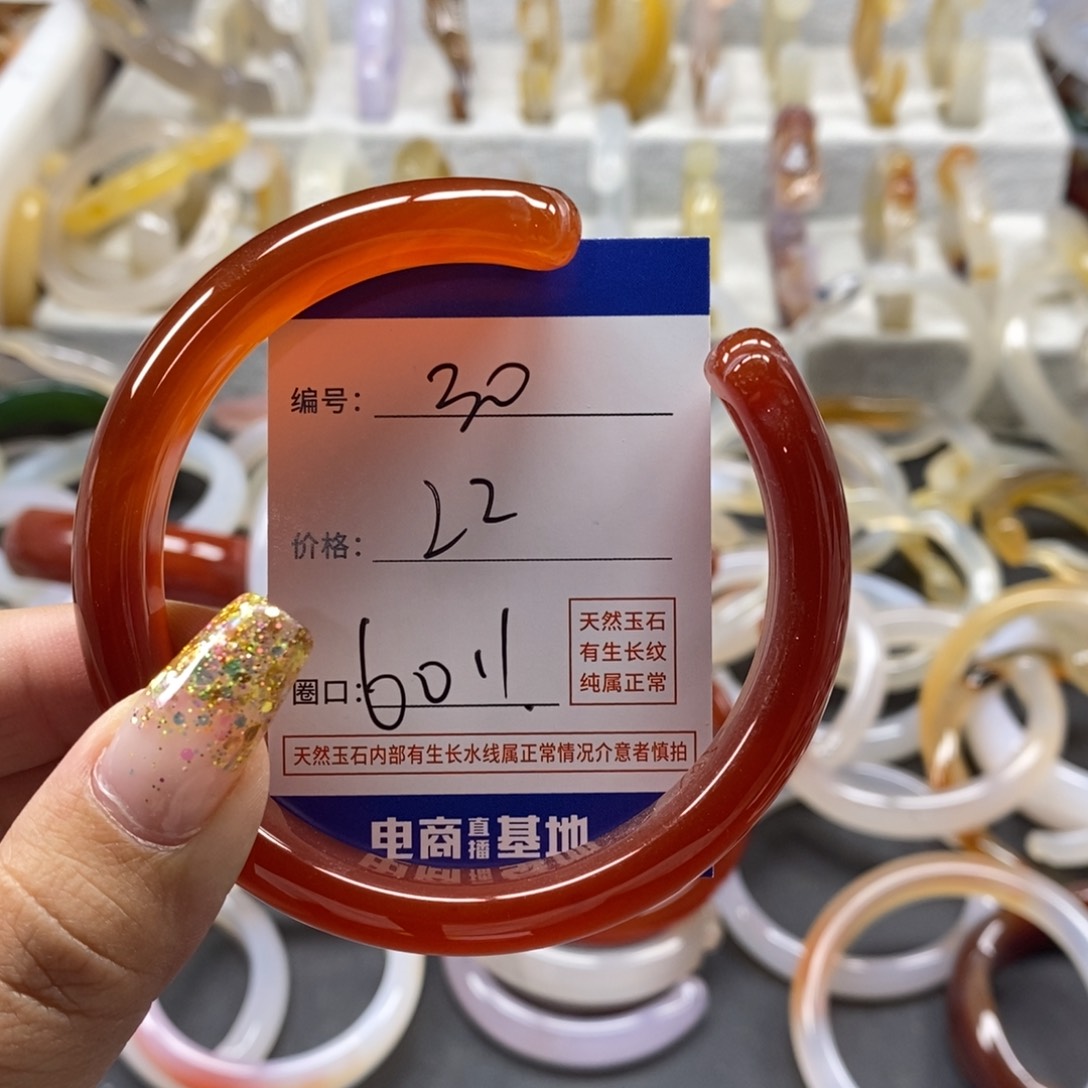 编号: 30
价格: 22
圈口: 60
天然玉石
有生长纹
纯属正常
天然玉石内部有生长水线属正常情况介意者慎拍
电商直播基地